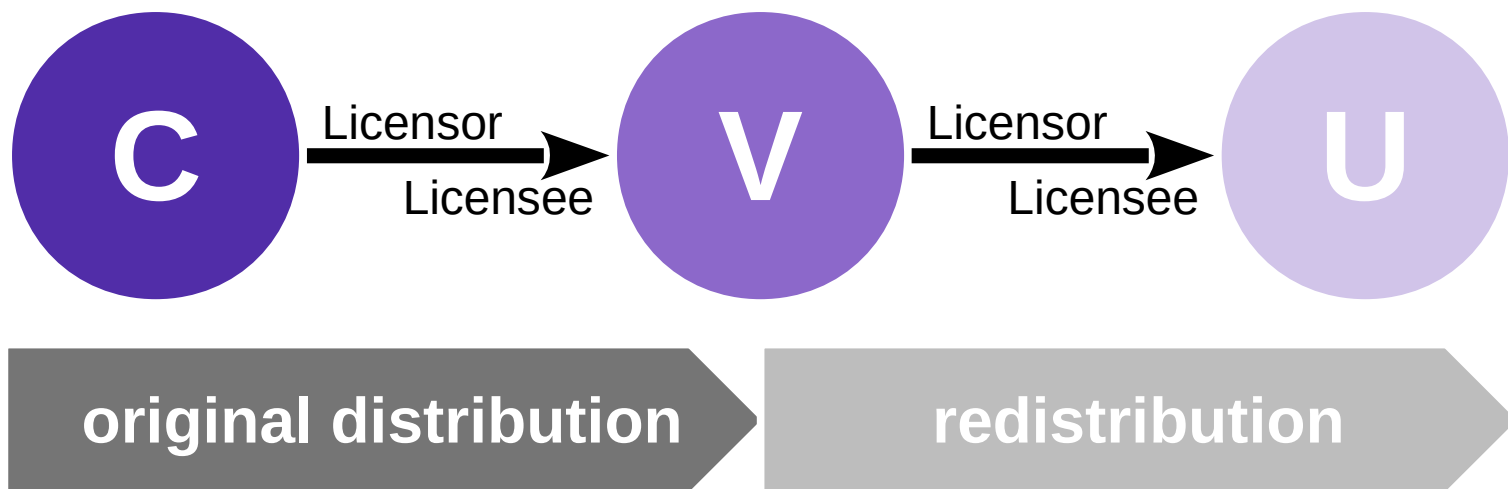 C
Licensor
Licensee
V
Licensor
Licensee
U
original distribution
redistribution